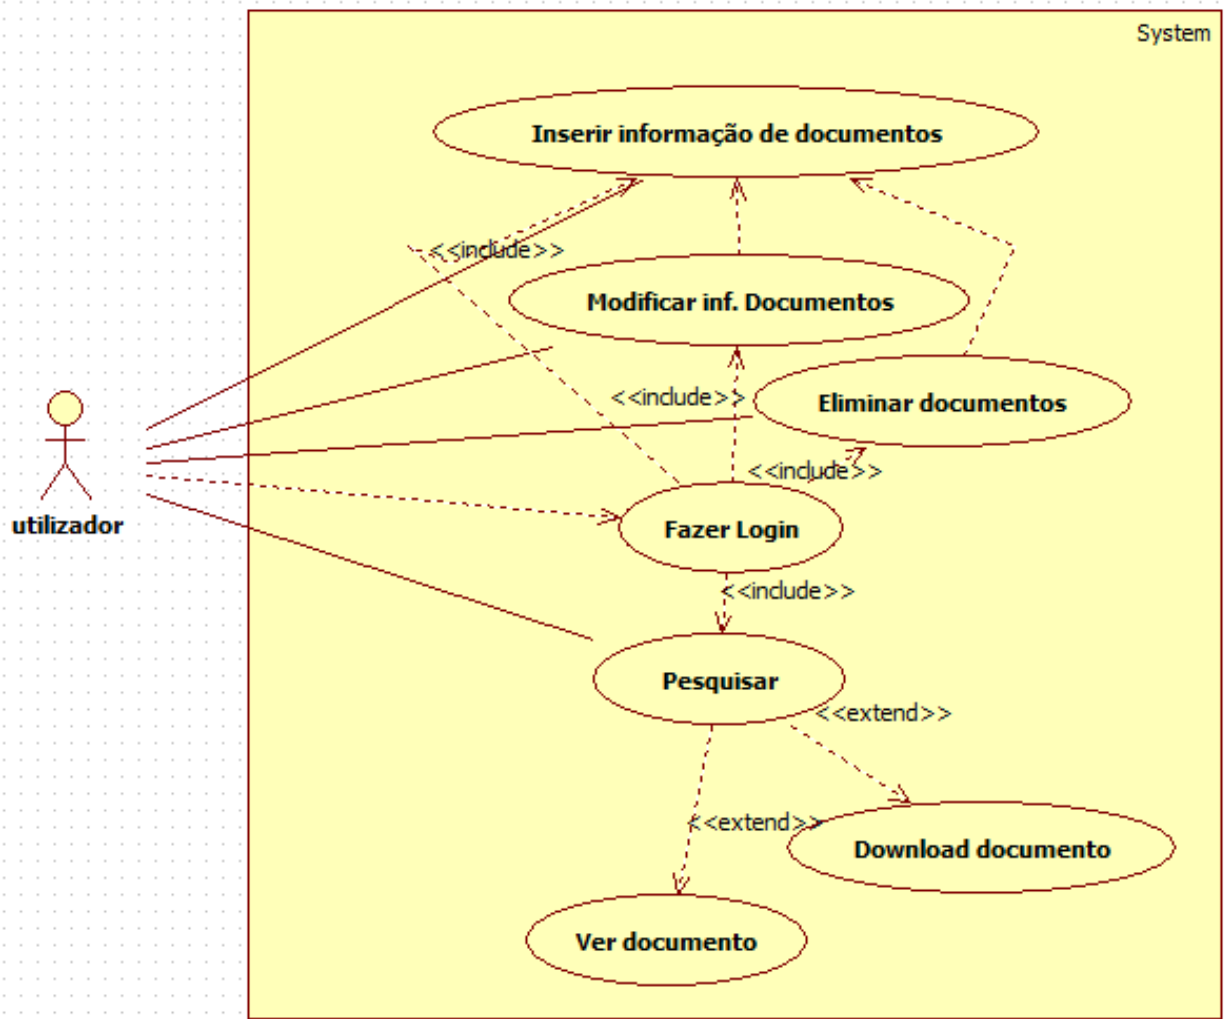 System
Inserir informação de documentos
<<include>>
Modificar inf. Documentos
<<include>>
Eliminar documentos
<<include>>
utilizador
Fazer Login
<<include>>
Pesquisar
<<extend>>
<<extend>>
Download documento
Ver documento